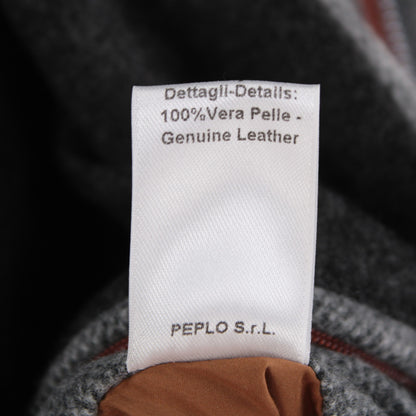 Dettagli-Details:
100%Vera Pelle -
Genuine Leather
PEPLO S.r.L.